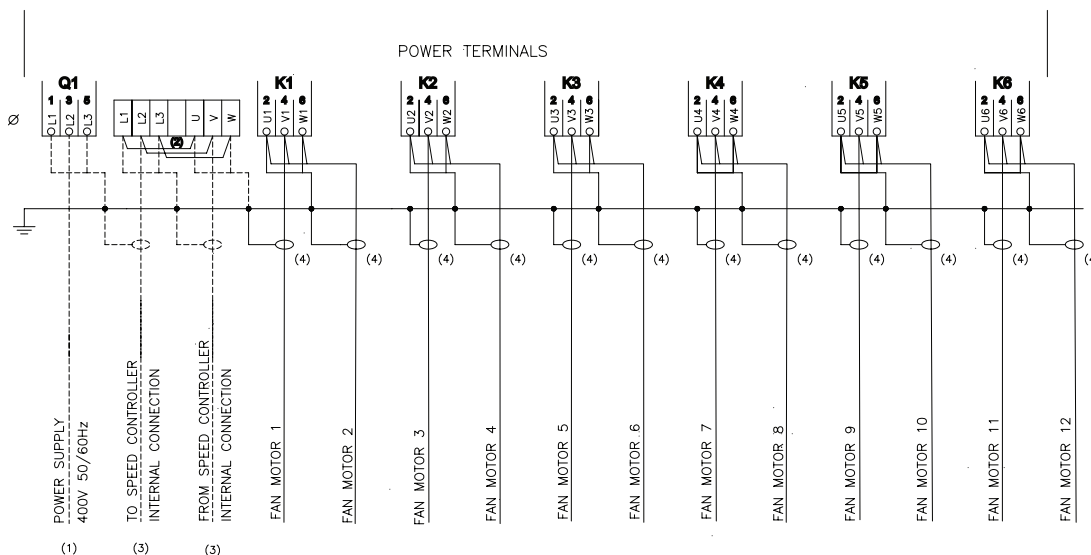 POWER TERMINALS
Q1
K1
K2
K3
K4
K5
K6
1 3 5
2 4 6
2 4 6
2 4 6
2 4 6
2 4 6
2 4 6
Ø
L1 L2 L3
L1 L2 L3 U V W
U1 V1 W1
U2 V2 W2
U3 V3 W3
U4 V4 W4
U5 V5 W5
U6 V6 W6
(2)
(4)
(4)
(4)
(4)
(4)
(4)
(4)
(4)
(4)
(4)
(4)
(4
POWER SUPPLY
400V 50/60Hz
TO SPEED CONTROLLER
INTERNAL CONNECTION
FROM SPEED CONTROLLER
INTERNAL CONNECTION
FAN MOTOR 1
FAN MOTOR 2
FAN MOTOR 3
FAN MOTOR 4
FAN MOTOR 5
FAN MOTOR 6
FAN MOTOR 7
FAN MOTOR 8
FAN MOTOR 9
FAN MOTOR 10
FAN MOTOR 11
FAN MOTOR 12
(1)
(3)
(3)